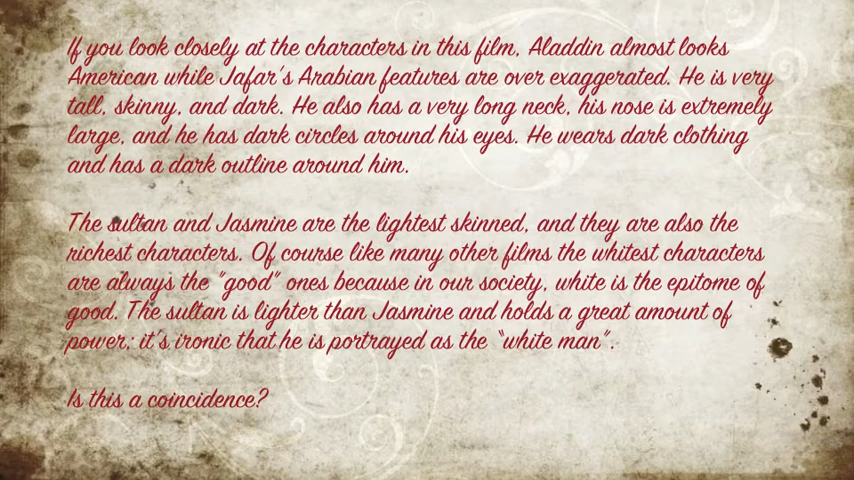 If you look closely at the characters in this film, Aladdin almost looks
American while Jafar's Arabian features are over exaggerated. He is very
tall, skinny, and dark. He also has a very long neck, his nose is extremely
large, and he has dark circles around his eyes. He wears dark clothing
and has a dark outline around him.
The sultan and Jasmine are the lightest skinned, and they are also the
richest characters. Of course like many other films the whitest characters
are always the "good" ones because in our society, white is the epitome of
good. The sultan is lighter than Jasmine and holds a great amount of
power; it's ironic that he is portrayed as the "white man".
Is this a coincidence?